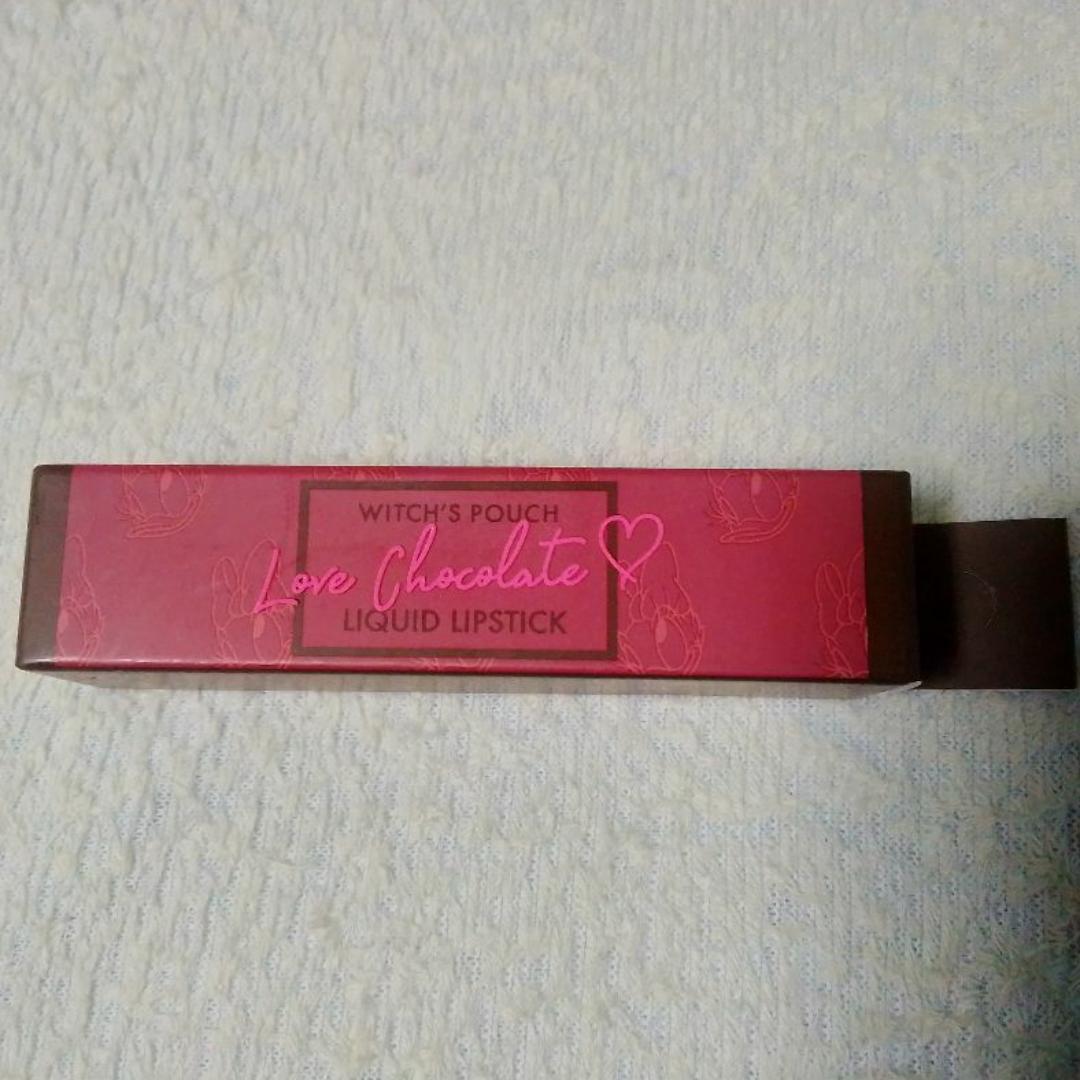 WITCH'S POUCH
Love Chocolate
LIQUID LIPSTICK